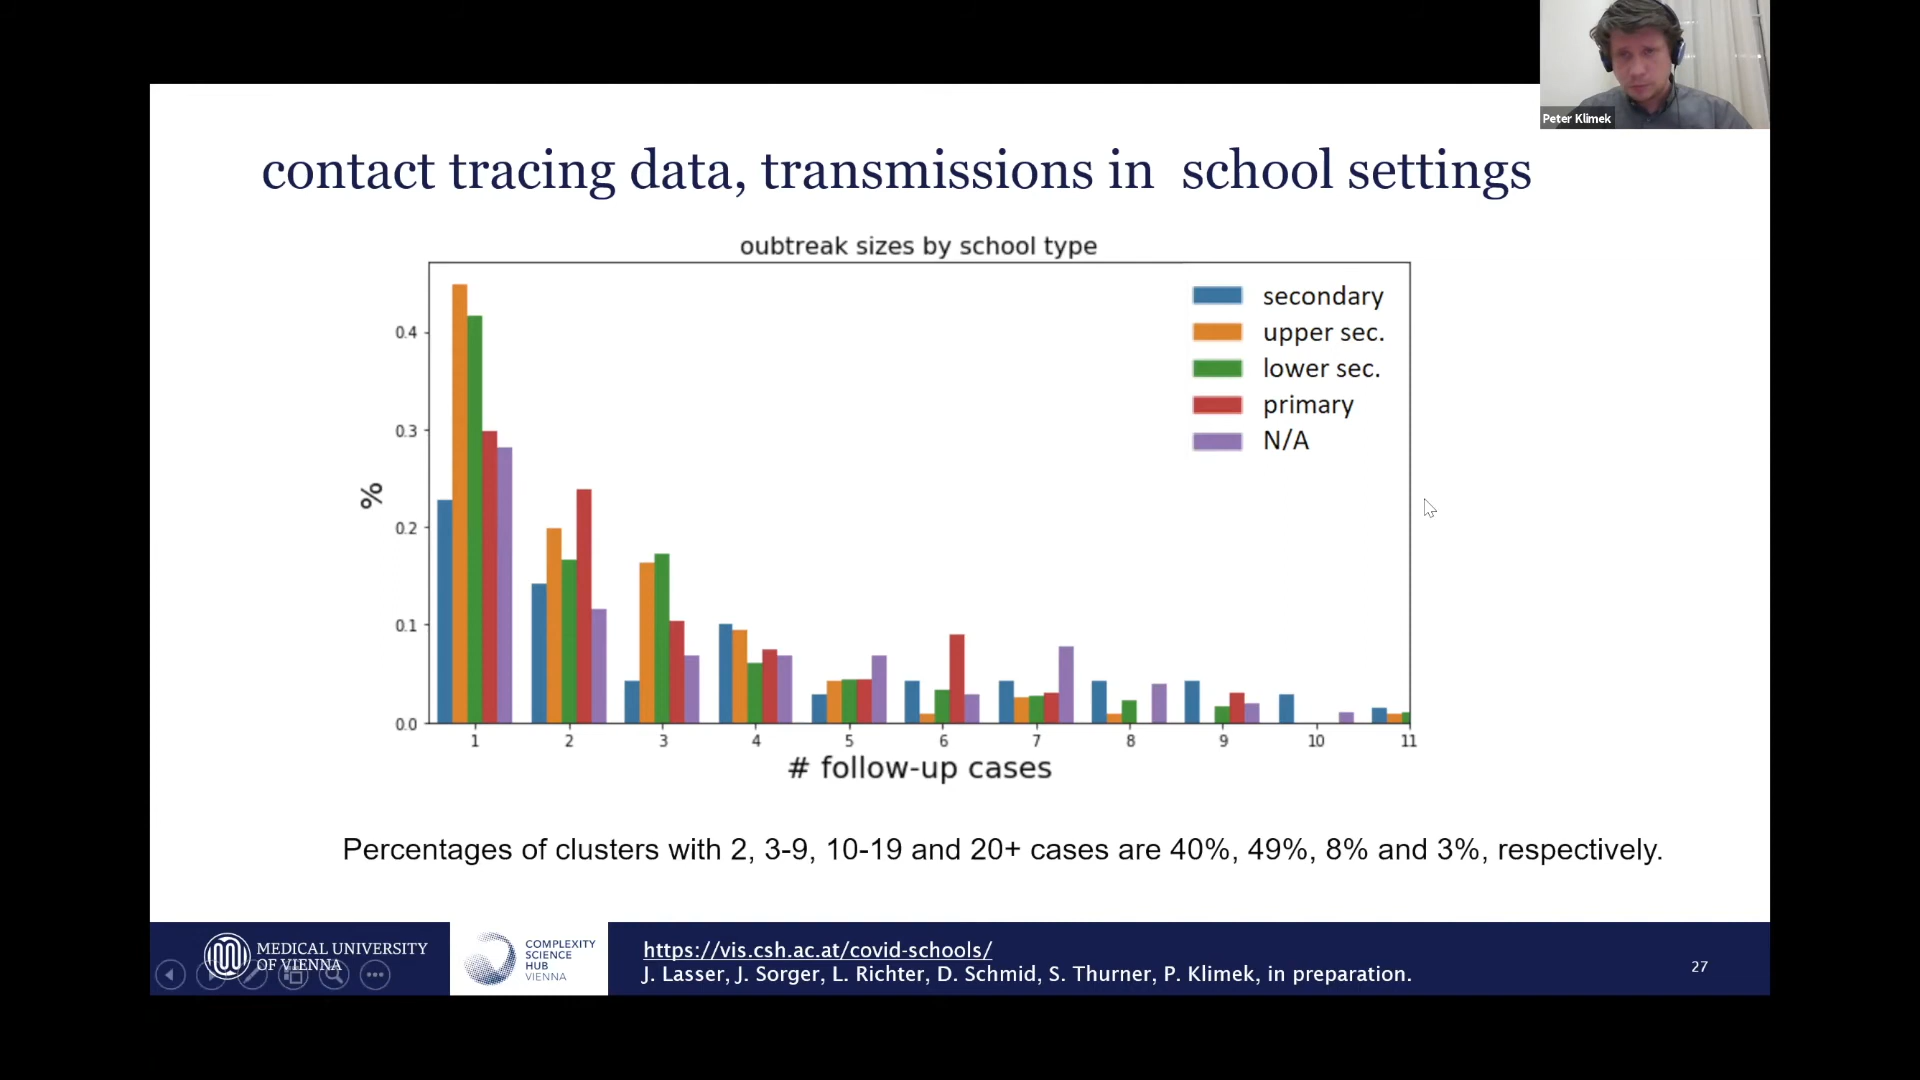 Peter Klimek
contact tracing data, transmissions in school settings
oubtreak sizes by school type
secondary
upper sec.
lower sec.
primary
N/A
%
0.4
0.3
0.2
0.1
0.0
1 2 3 4 5 6 7 8 9 10 11
# follow-up cases
Percentages of clusters with 2, 3-9, 10-19 and 20+ cases are 40%, 49%, 8% and 3%, respectively.
MEDICAL UNIVERSITY
OF VIENNA
COMPLEXITY
SCIENCE
HUB
VIENNA
https://vis.csh.ac.at/covid-schools/
J. Lasser, J. Sorger, L. Richter, D. Schmid, S. Thurner, P. Klimek, in preparation.
27